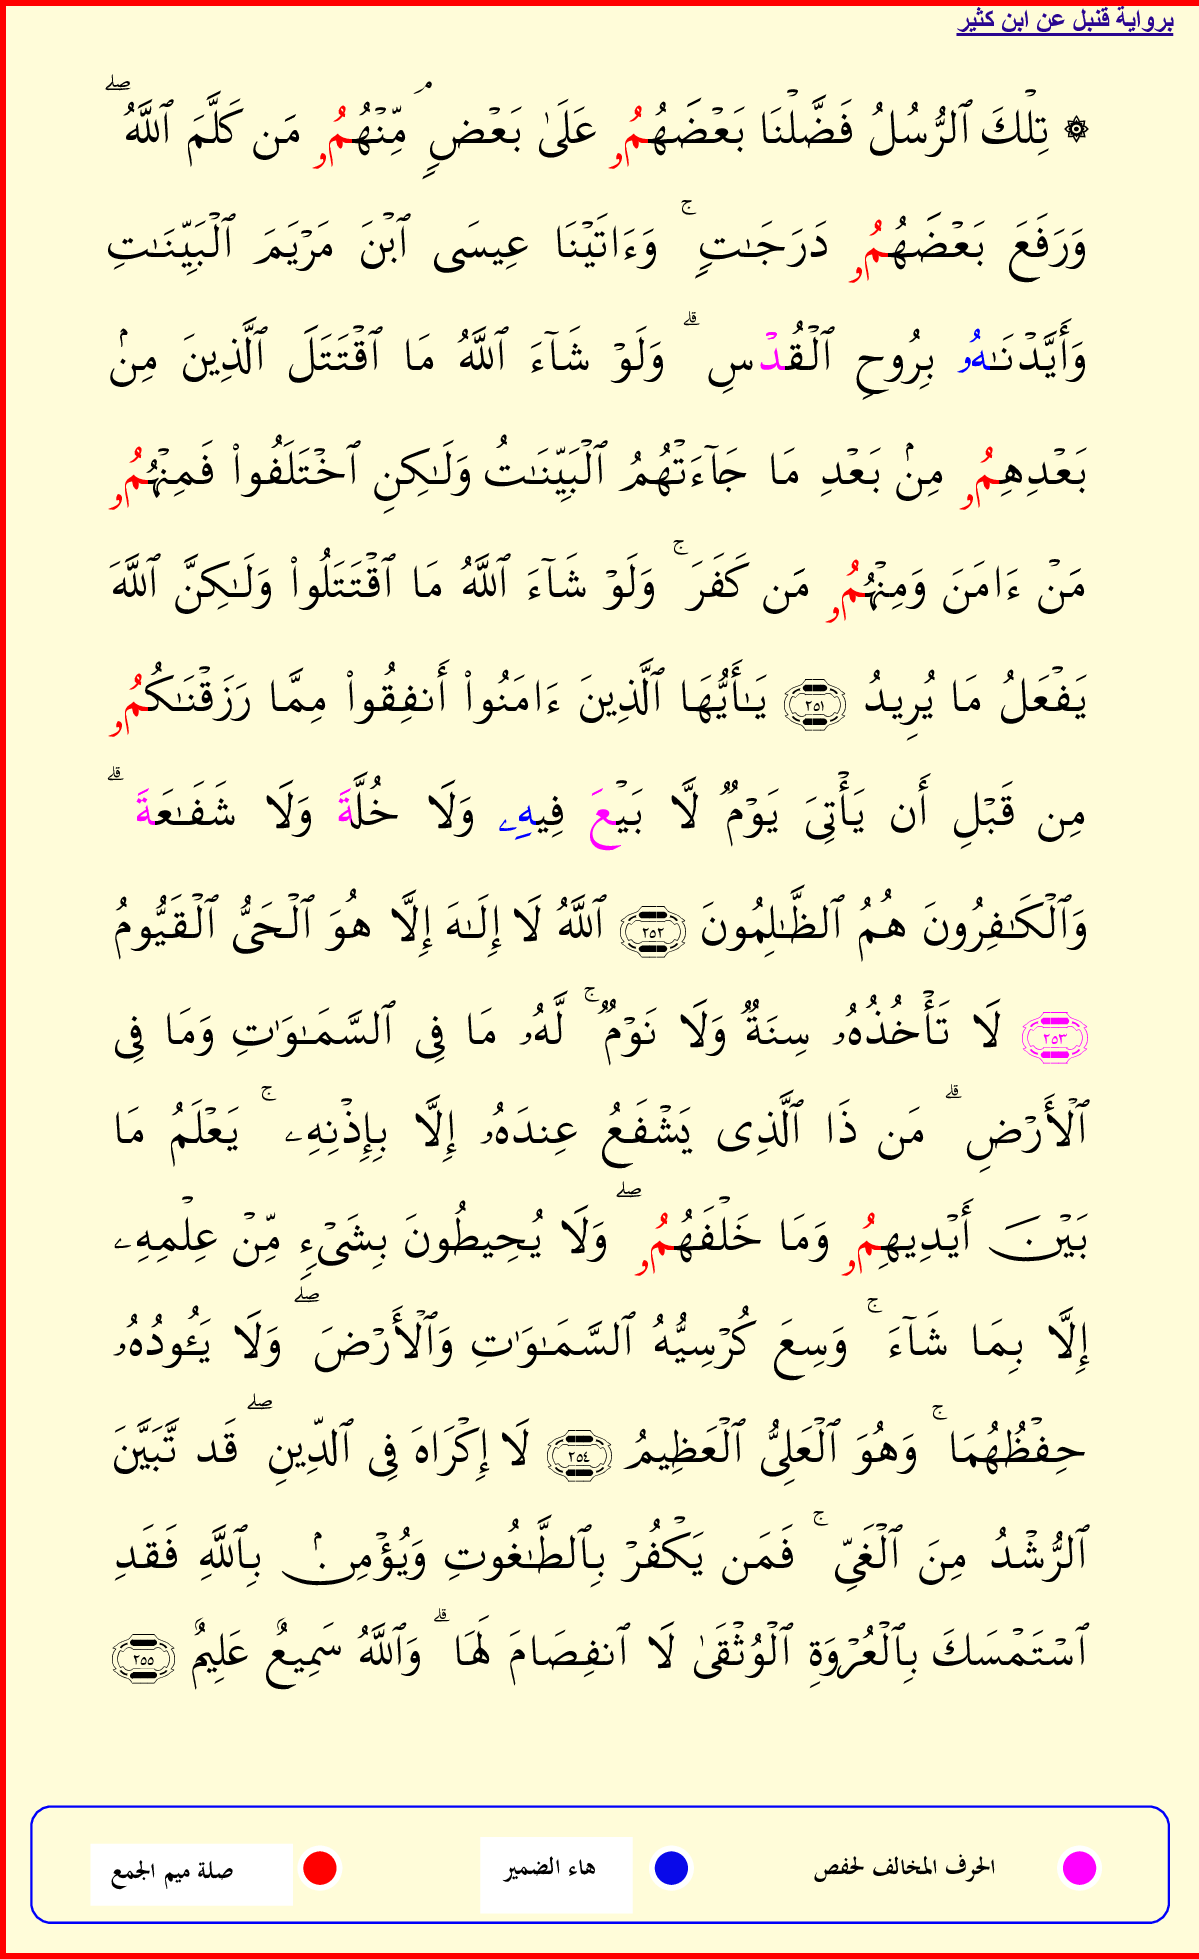 برواية قنبل عن ابن كثير
۞ تِلْكَ ٱلرُّسُلُ فَضَّلْنَا بَعْضَهُمُۥ عَلَىٰ بَعْضٍۢ ۘ مِّنْهُمُۥ مَن كَلَّمَ ٱللَّهُ ۖ
وَرَفَعَ بَعْضَهُمُۥ دَرَجَـٰتٍۢ ۚ وَءَاتَيْنَا عِيسَى ٱبْنَ مَرْيَمَ ٱلْبَيِّنَـٰتِ
وَأَيَّدْنَـٰهُۥ بِرُوحِ ٱلْقُدْسِ ۗ وَلَوْ شَآءَ ٱللَّهُ مَا ٱقْتَتَلَ ٱلَّذِينَ مِنۢ
بَعْدِهِمُۥ مِنۢ بَعْدِ مَا جَآءَتْهُمُ ٱلْبَيِّنَـٰتُ وَلَـٰكِنِ ٱخْتَلَفُوا۟ فَمِنْهُمُۥ
مَنْ ءَامَنَ وَمِنْهُمُۥ مَن كَفَرَ ۚ وَلَوْ شَآءَ ٱللَّهُ مَا ٱقْتَتَلُوا۟ وَلَـٰكِنَّ ٱللَّهَ
يَفْعَلُ مَا يُرِيدُ ٢٥١ يَـٰٓأَيُّهَا ٱلَّذِينَ ءَامَنُوا۟ أَنفِقُوا۟ مِمَّا رَزَقْنَـٰكُمُۥ
مِن قَبْلِ أَن يَأْتِىَ يَوْمٌۭ لَّا بَيْعَ فِيهِۦ وَلَا خُلَّةَ وَلَا شَفَـٰعَةَ ۗ
وَٱلْكَـٰفِرُونَ هُمُ ٱلظَّـٰلِمُونَ ٢٥٢ ٱللَّهُ لَا إِلَـٰهَ إِلَّا هُوَ ٱلْحَىُّ ٱلْقَيُّومُ
٢٥٣ لَا تَأْخُذُهُۥ سِنَةٌۭ وَلَا نَوْمٌۭ ۚ لَّهُۥ مَا فِى ٱلسَّمَـٰوَٰتِ وَمَا فِى
ٱلْأَرْضِ ۗ مَن ذَا ٱلَّذِى يَشْفَعُ عِندَهُۥ إِلَّا بِإِذْنِهِۦ ۚ يَعْلَمُ مَا
بَيْنَ أَيْدِيهِمُۥ وَمَا خَلْفَهُمُۥ ۖ وَلَا يُحِيطُونَ بِشَىْءٍۢ مِّنْ عِلْمِهِۦ
إِلَّا بِمَا شَآءَ ۚ وَسِعَ كُرْسِيُّهُ ٱلسَّمَـٰوَٰتِ وَٱلْأَرْضَ ۖ وَلَا يَـُٔودُهُۥ
حِفْظُهُمَا ۚ وَهُوَ ٱلْعَلِىُّ ٱلْعَظِيمُ ٢٥٤ لَا إِكْرَاهَ فِى ٱلدِّينِ ۖ قَد تَّبَيَّنَ
ٱلرُّشْدُ مِنَ ٱلْغَىِّ ۚ فَمَن يَكْفُرْ بِٱلطَّـٰغُوتِ وَيُؤْمِنۢ بِٱللَّهِ فَقَدِ
ٱسْتَمْسَكَ بِٱلْعُرْوَةِ ٱلْوُثْقَىٰ لَا ٱنفِصَامَ لَهَا ۗ وَٱللَّهُ سَمِيعٌ عَلِيمٌ ٢٥٥
الحرف المخالف لحفص
هاء الضمير
صلة ميم الجمع